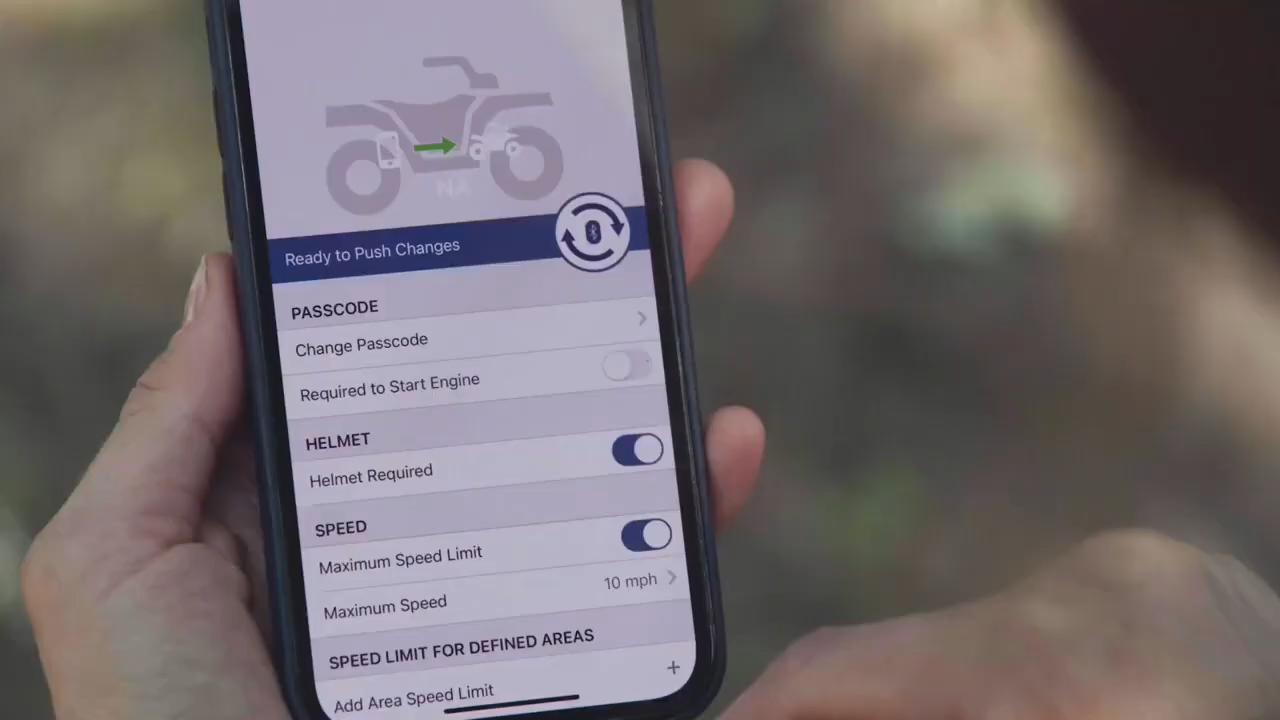 NA
Ready to Push Changes
PASSCODE
Change Passcode
Required to Start Engine
HELMET
Helmet Required
SPEED
Maximum Speed Limit
Maximum Speed 10 mph
SPEED LIMIT FOR DEFINED AREAS
Add Area Speed Limit +